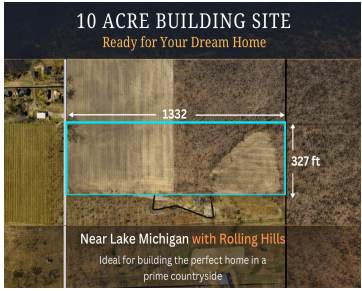 10 ACRE BUILDING SITE
Ready for Your Dream Home
1332
327 ft
Near Lake Michigan with Rolling Hills
Ideal for building the perfect home in a
prime countryside